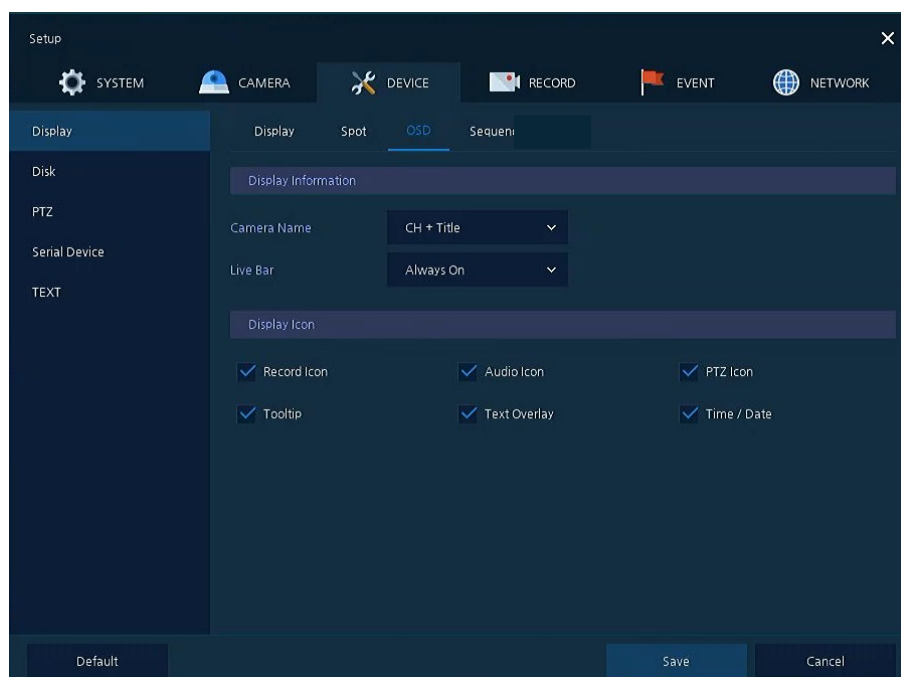 Setup
SYSTEM CAMERA DEVICE RECORD EVENT NETWORK
Display Display Spot OSD
Disk
Display Information
PTZ
Camera Name CH + Title
Serial Device
Live Bar Always On
TEXT
Display Icon
Record Icon Audio Icon PTZ Icon
Tooltip Text Overlay Time / Date
Default Save Cancel